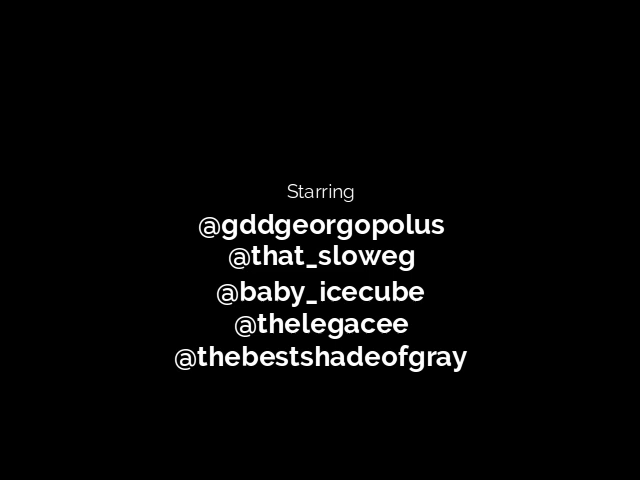 Starring
@gddgeorgopolus
@that_sloweg
@baby_icecube
@thelegacee
@thebestshadeofgray